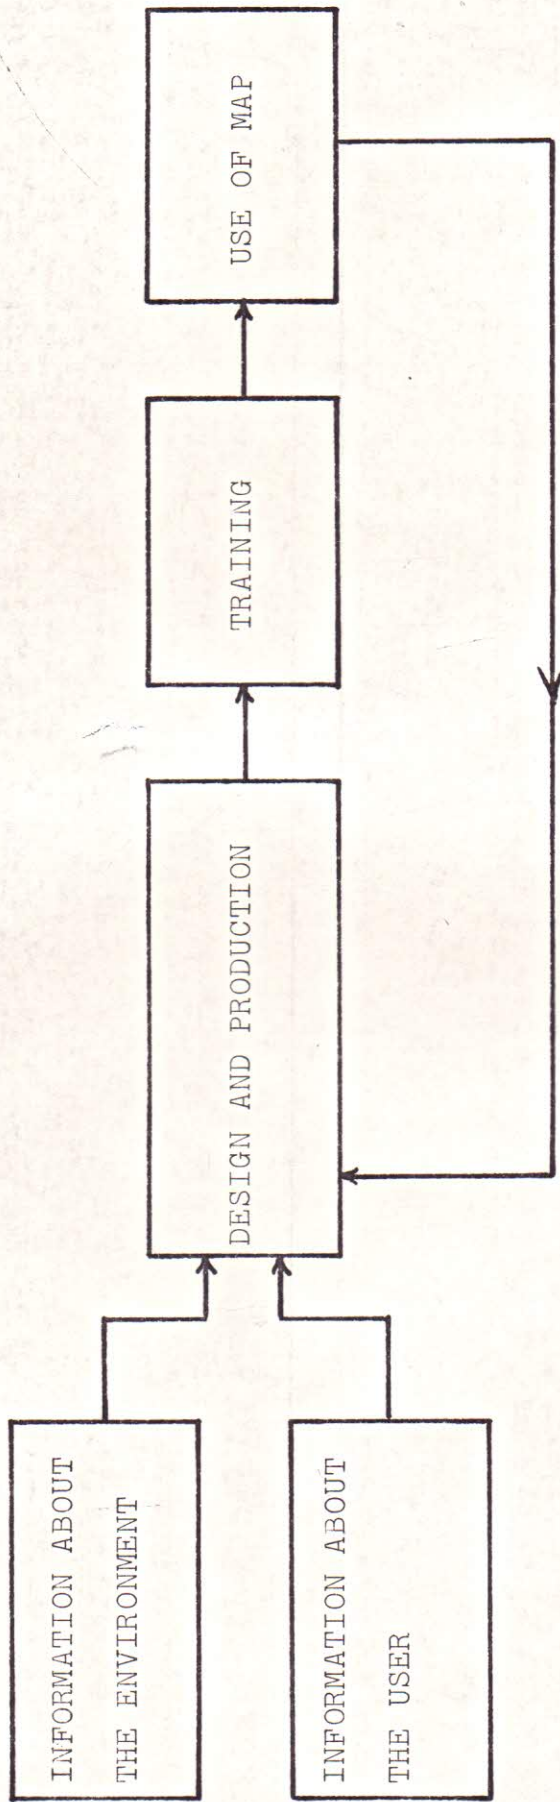 INFORMATION ABOUT
THE ENVIRONMENT
INFORMATION ABOUT
THE USER
DESIGN AND PRODUCTION
TRAINING
USE OF MAP